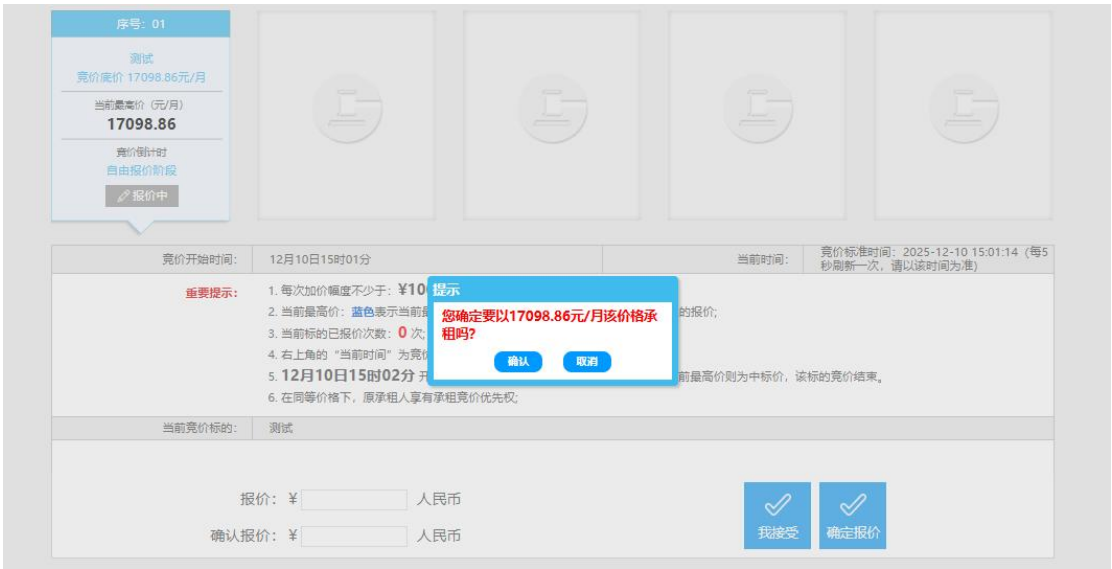 序号：01
测试
竞价底价 17098.86元/月
当前最高价（元/月）
17098.86
竞价倒计时
自由报价阶段
报价中
竞价开始时间： 12月10日15时01分 当前时间： 竞价标准时间：2025-12-10 15:01:14（每5
秒刷新一次，请以该时间为准)
重要提示：
1. 每次加价幅度不少于：¥10
2. 当前最高价：蓝色表示当前最 的报价;
3. 当前标的已报价次数：0 次;
4. 右上角的“当前时间”为竞价
5. 12月10日15时02分 开 前最高价则为中标价，该标的竞价结束。
6. 在同等价格下，原承租人享有承租竞价优先权;
提示
您确定要以17098.86元/月该价格承
租吗?
确认 取消
当前竞价标的： 测试
报价：¥ 人民币
确认报价：¥ 人民币
我接受 确定报价